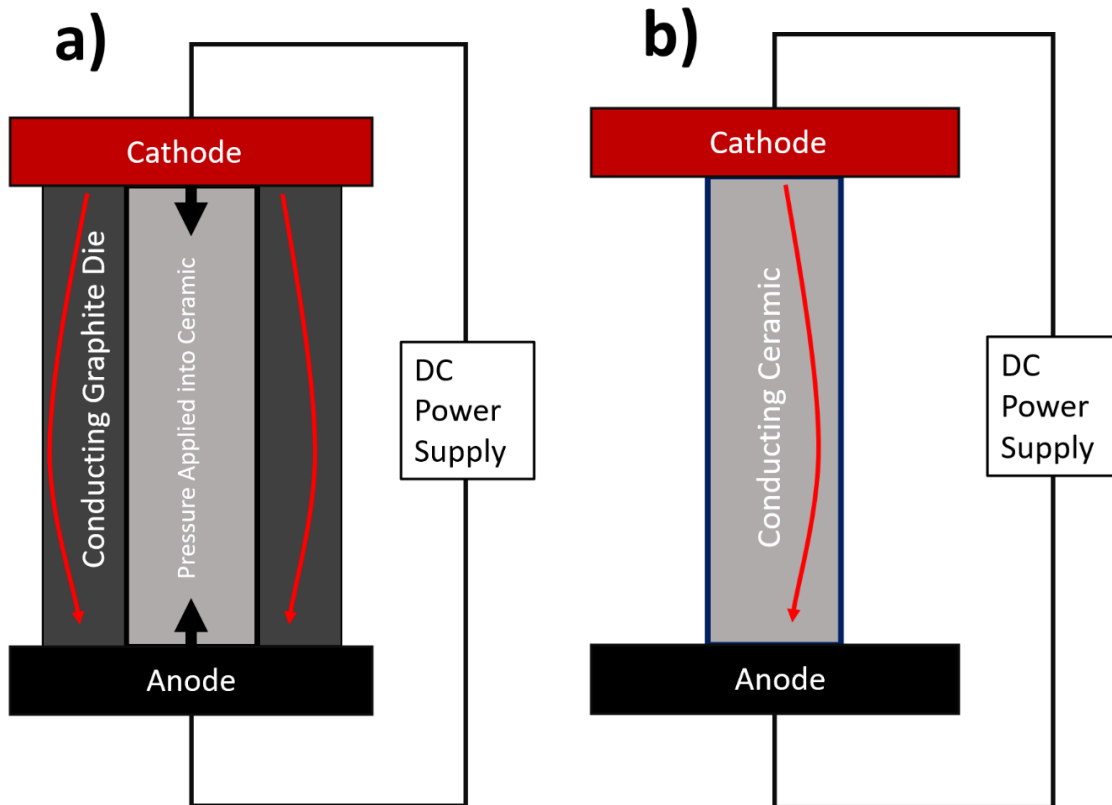 a)
Cathode
Conducting Graphite Die
Pressure Applied into Ceramic
DC
Power
Supply
Anode
b)
Cathode
Conducting Ceramic
DC
Power
Supply
Anode